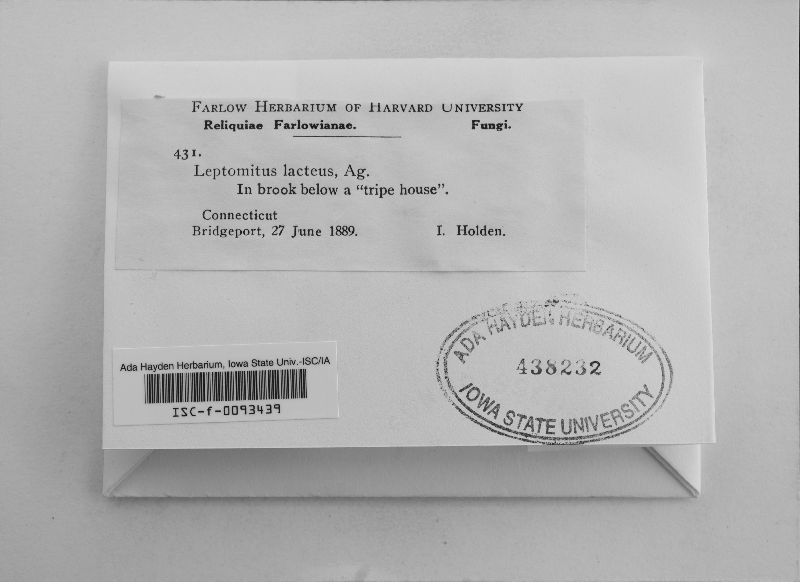 FARLOW HERBARIUM OF HARVARD UNIVERSITY
Reliquiae Farlowianae. Fungi.
431.
Leptomitus lacteus, Ag.
In brook below a "tripe house".
Connecticut
Bridgeport, 27 June 1889. I. Holden.
ADA HAYDEN HERBARIUM
438232
IOWA STATE UNIVERSITY
Ada Hayden Herbarium, Iowa State Univ.-ISC/IA
ISC-f-0093439